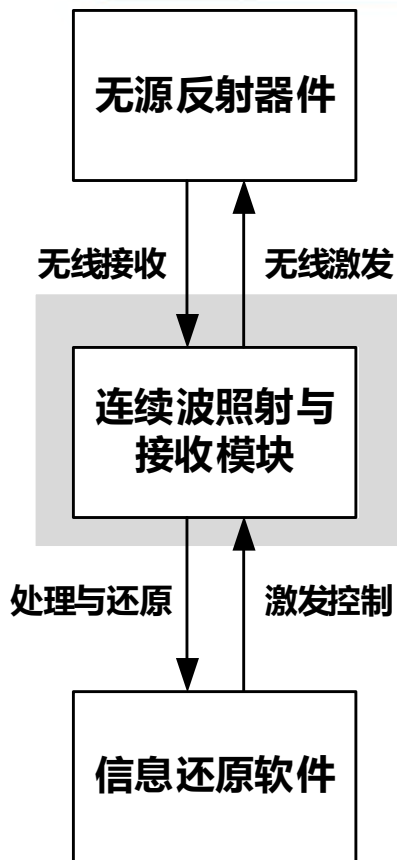 无源反射器件
无线接收
无线激发
连续波照射与
接收模块
处理与还原
激发控制
信息还原软件